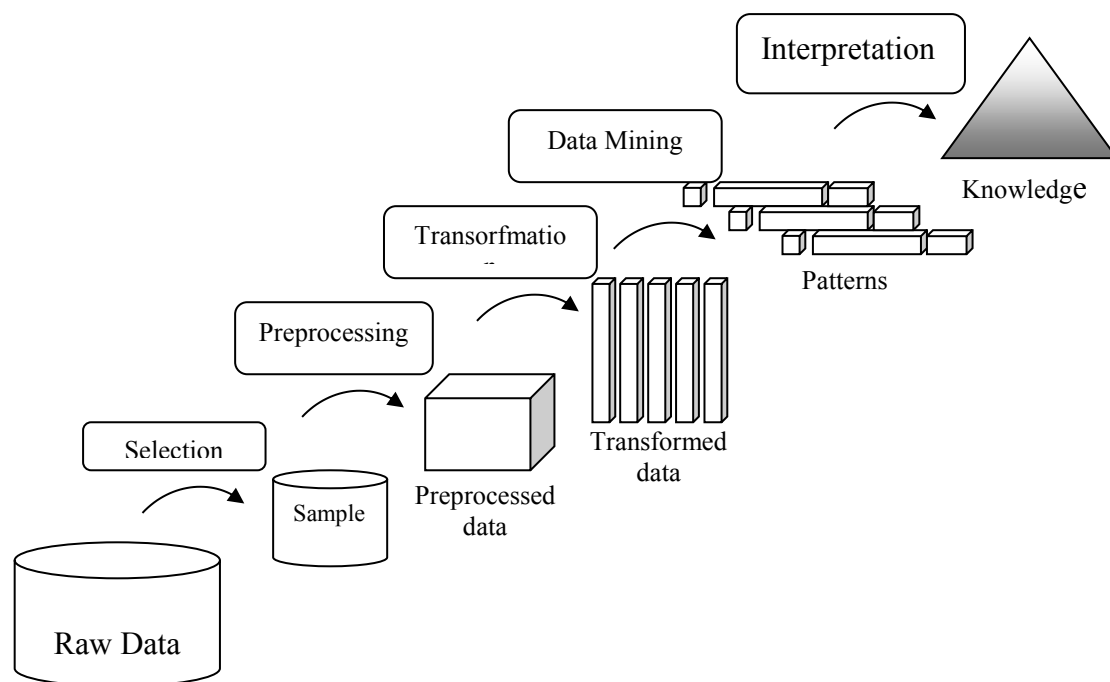 Interpretation
Data Mining
Knowledge
Transorfmatio
n
Patterns
Preprocessing
Transformed
data
Selection
Preprocessed
data
Sample
Raw Data